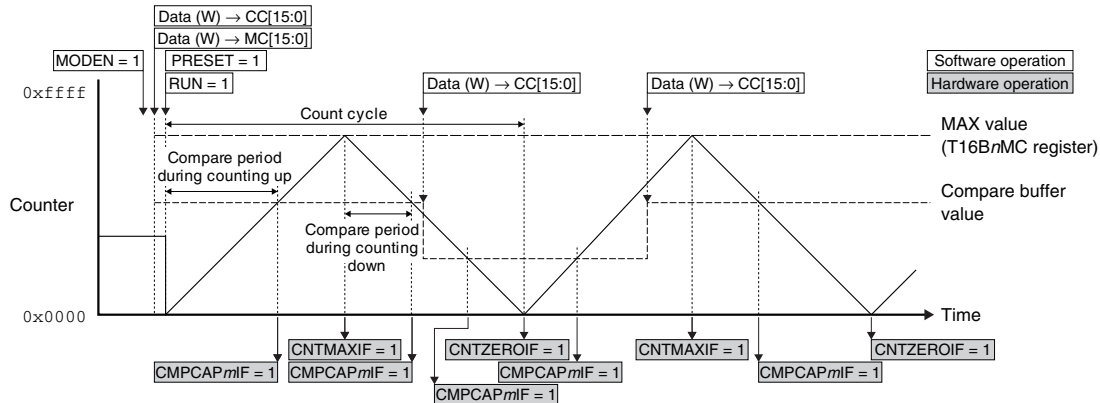 Data (W) → CC[15:0]
Data (W) → MC[15:0]
MODEN = 1
PRESET = 1
RUN = 1
Data (W) → CC[15:0]
Data (W) → CC[15:0]
Software operation
Hardware operation
0xffff
Count cycle
MAX value
(T16BnMC register)
Compare period
during counting up
Counter
Compare buffer
value
Compare period
during counting
down
0x0000
Time
CNTMAXIF = 1
CNTZEROIF = 1
CNTMAXIF = 1
CNTZEROIF = 1
CMPCAPmIF = 1
CMPCAPmIF = 1
CMPCAPmIF = 1
CMPCAPmIF = 1
CMPCAPmIF = 1